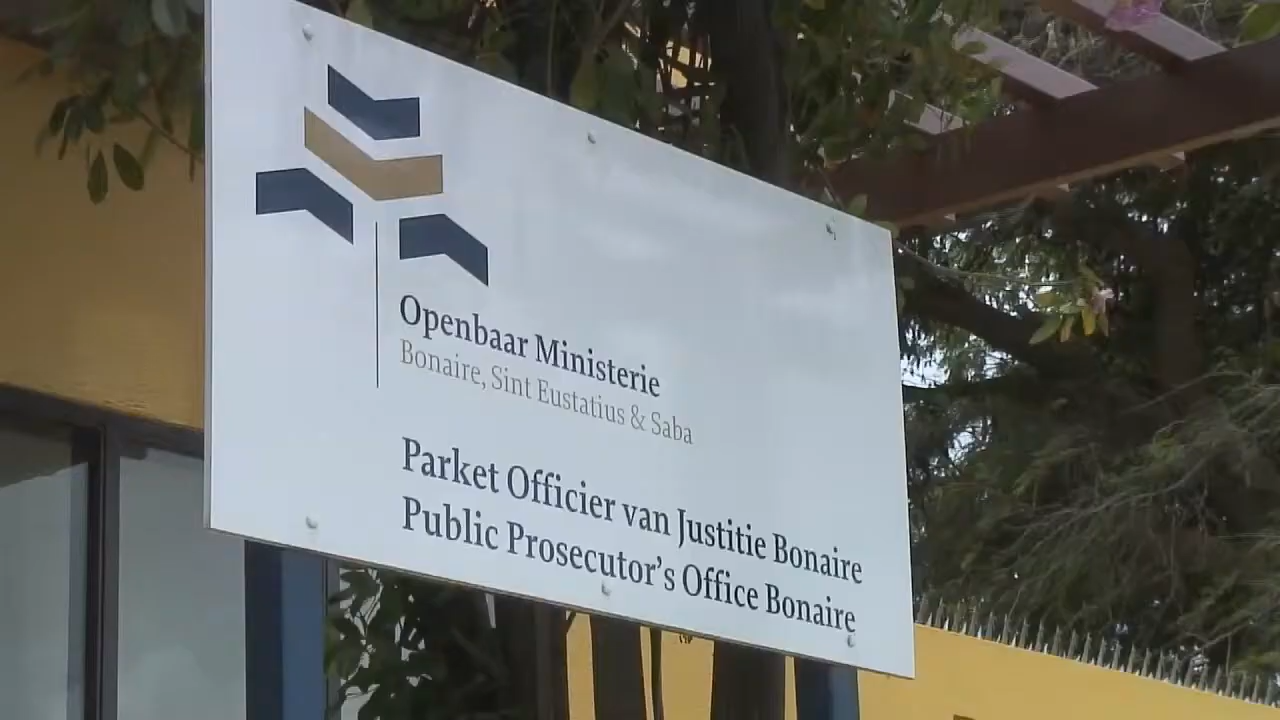 Openbaar Ministerie
Bonaire, Sint Eustatius & Saba
Parket Officier van Justitie Bonaire
Public Prosecutor's Office Bonaire